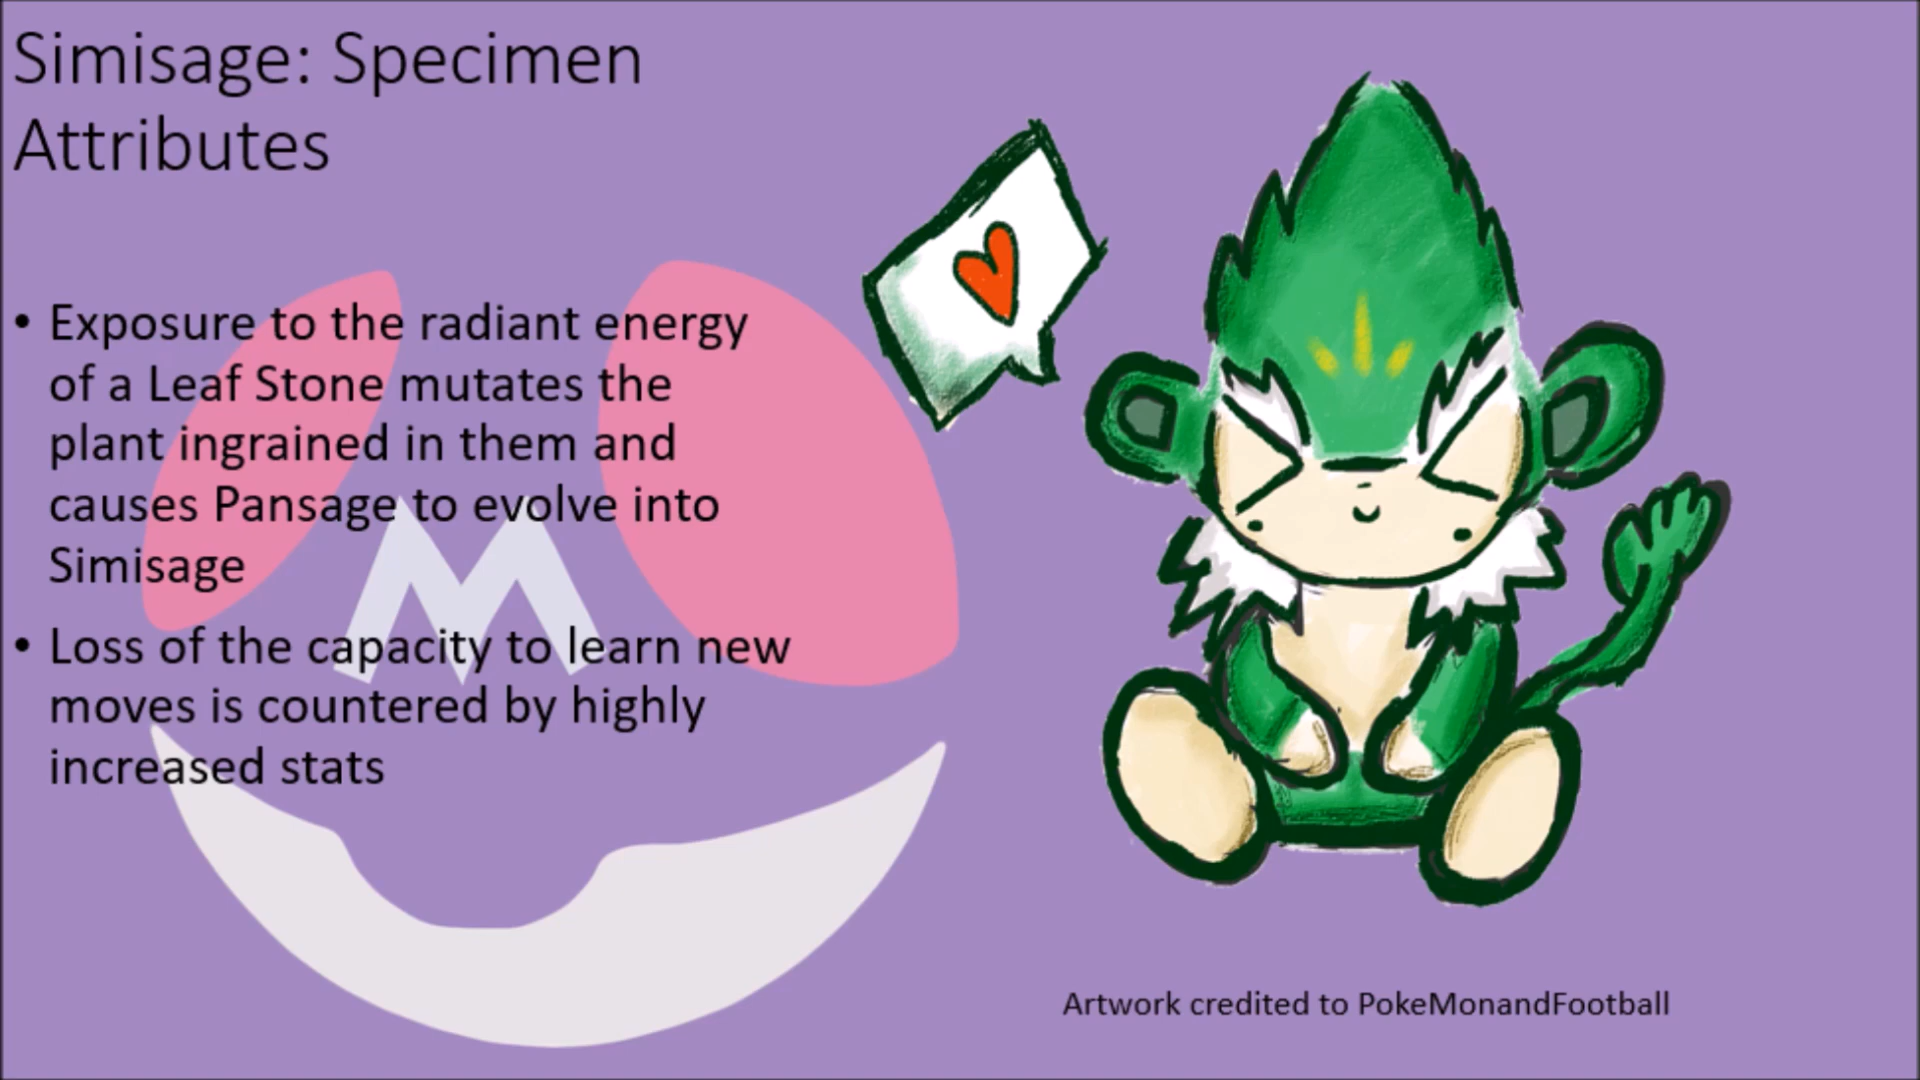 Simisage: Specimen
Attributes
• Exposure to the radiant energy
of a Leaf Stone mutates the
plant ingrained in them and
causes Pansage to evolve into
Simisage
• Loss of the capacity to learn new
moves is countered by highly
increased stats
M
Artwork credited to PokeMonandFootball